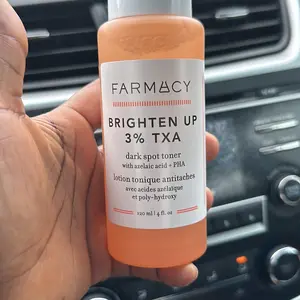 FARMACY
BRIGHTEN UP
3% TXA
dark spot toner
with azelaic acid + PHA
lotion tonique antitaches
avec acides azélaïque
et poly-hydroxy
120 ml / 4 fl. oz